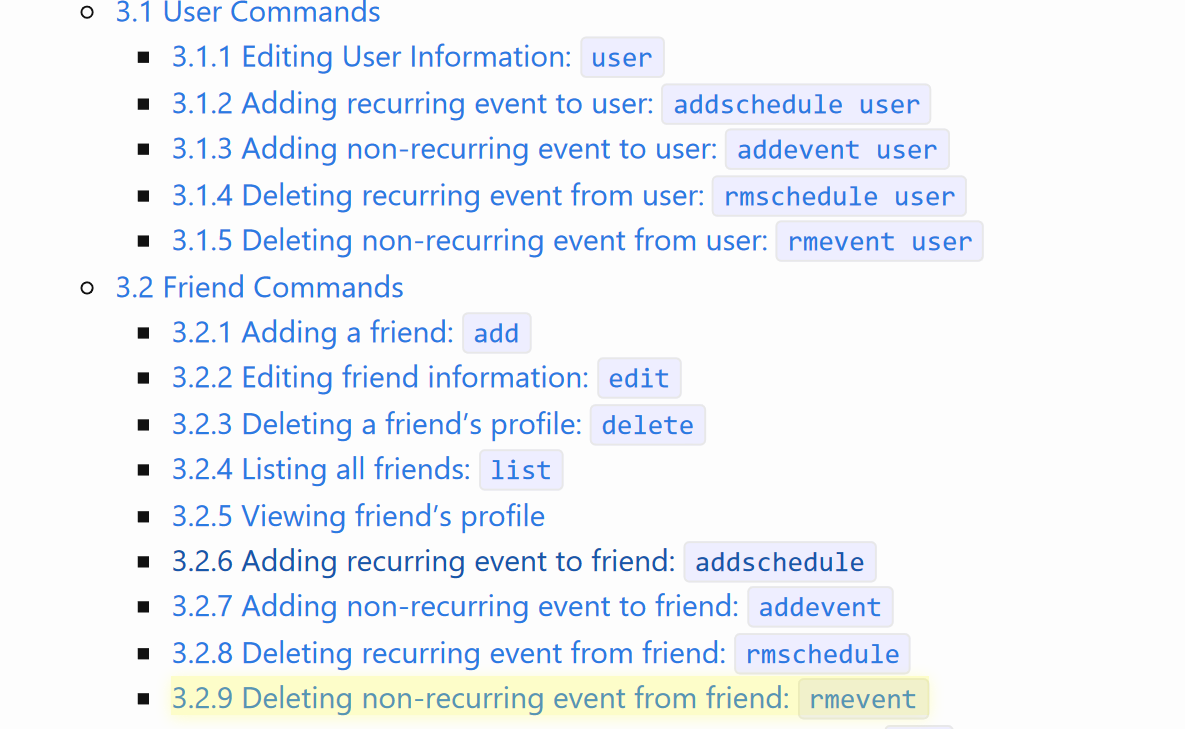 3.1 User Commands
3.1.1 Editing User Information: user
3.1.2 Adding recurring event to user: addschedule user
3.1.3 Adding non-recurring event to user: addevent user
3.1.4 Deleting recurring event from user: rmschedule user
3.1.5 Deleting non-recurring event from user: rmevent user
3.2 Friend Commands
3.2.1 Adding a friend: add
3.2.2 Editing friend information: edit
3.2.3 Deleting a friend’s profile: delete
3.2.4 Listing all friends: list
3.2.5 Viewing friend’s profile
3.2.6 Adding recurring event to friend: addschedule
3.2.7 Adding non-recurring event to friend: addevent
3.2.8 Deleting recurring event from friend: rmschedule
3.2.9 Deleting non-recurring event from friend: rmevent